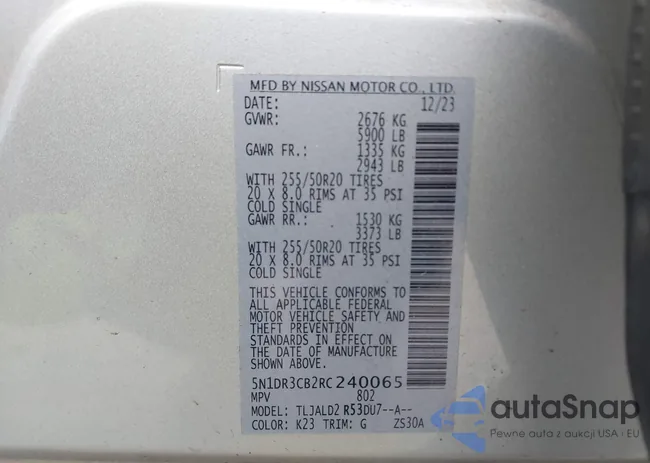 MFD BY NISSAN MOTOR CO., LTD.
DATE: 12/23
GVWR: 2676 KG
5900 LB
GAWR FR.: 1335 KG
2943 LB
WITH 255/50R20 TIRES
20 X 8.0 RIMS AT 35 PSI
COLD SINGLE
GAWR RR.: 1530 KG
3373 LB
WITH 255/50R20 TIRES
20 X 8.0 RIMS AT 35 PSI
COLD SINGLE
THIS VEHICLE CONFORMS TO
ALL APPLICABLE FEDERAL
MOTOR VEHICLE SAFETY AND
THEFT PREVENTION
STANDARDS IN EFFECT ON
THE DATE OF MANUFACTURE
SHOWN ABOVE.
5N1DR3CB2RC240065
MPV 802
MODEL: TLJALD2 R53DU7--A--
COLOR: K23 TRIM: G ZS30A
autoSnap
Pewne auta z aukcji USA i EU